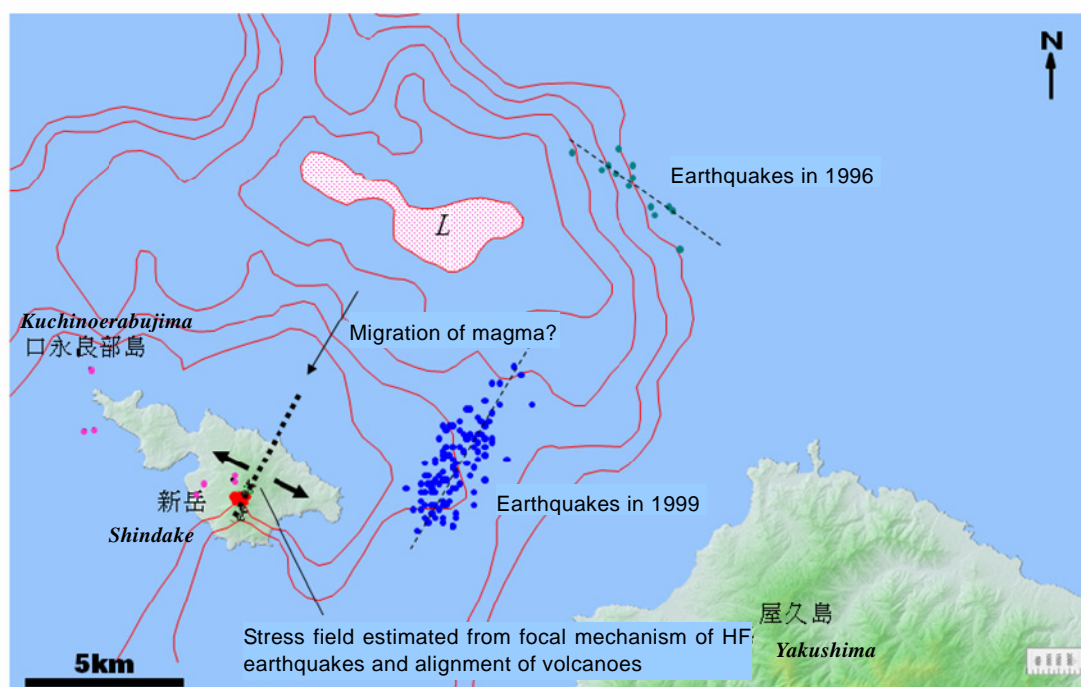 N
Earthquakes in 1996
L
Kuchinoerabujima
口永良部島
Migration of magma?
新岳
Earthquakes in 1999
Shindake
屋久島
Stress field estimated from focal mechanism of HF
earthquakes and alignment of volcanoes
Yakushima
5km